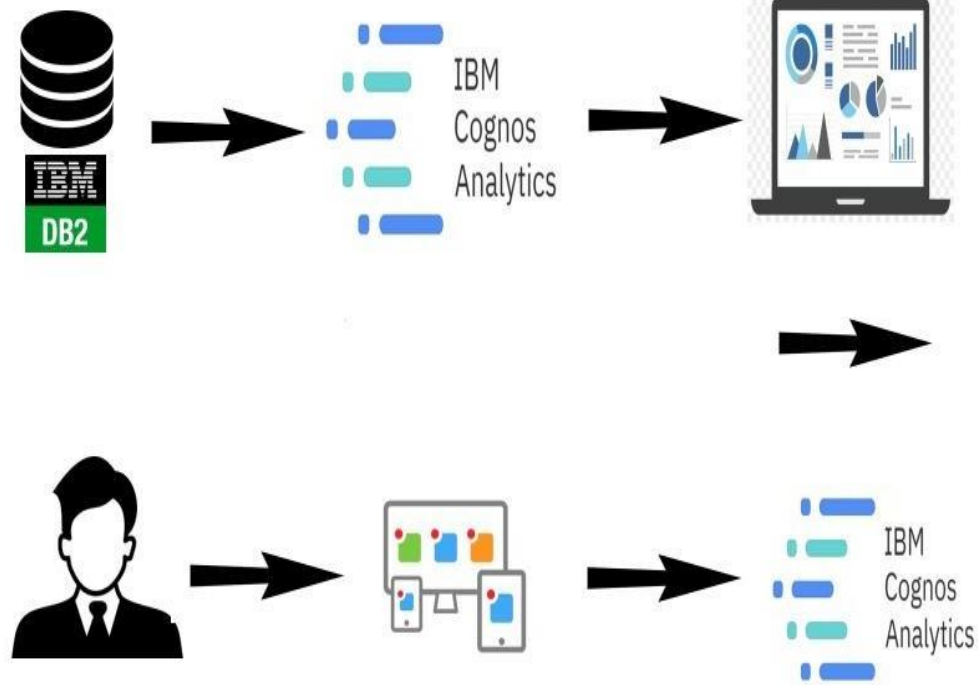 IBM
DB2
IBM
Cognos
Analytics
IBM
Cognos
Analytics